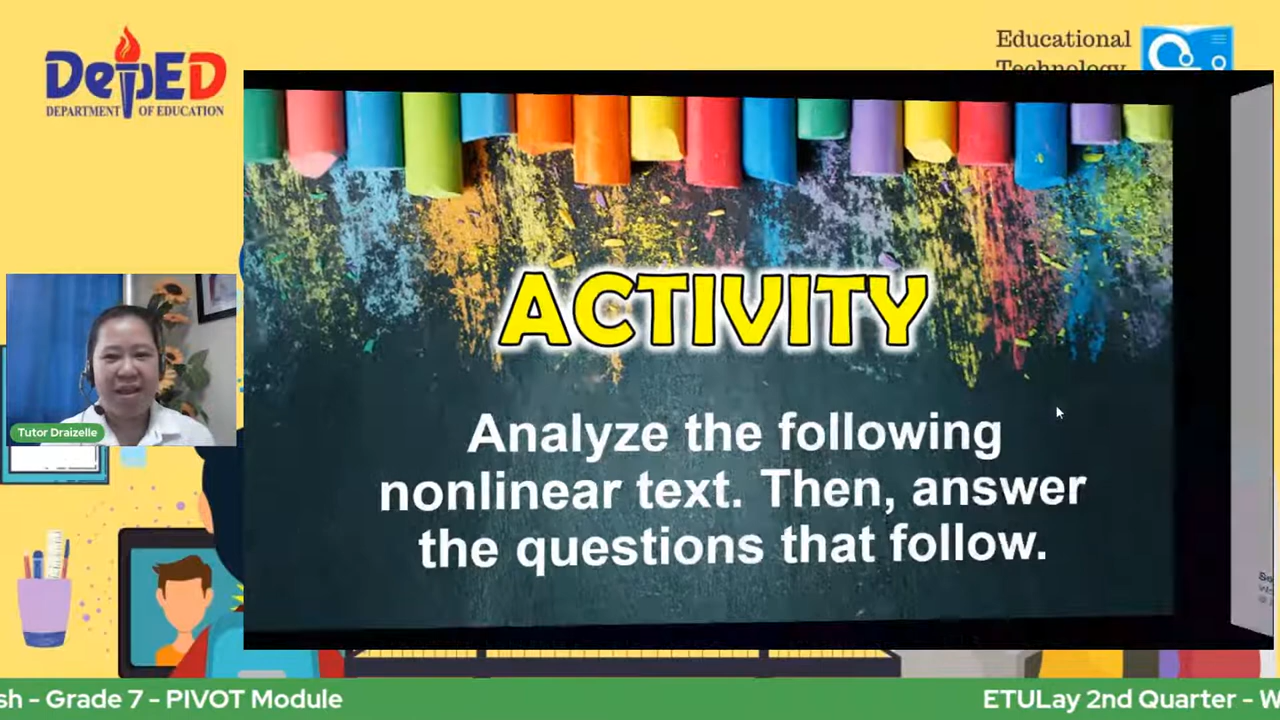 DepED
DEPARTMENT OF EDUCATION
Educational
Technology
ACTIVITY
Analyze the following
nonlinear text. Then, answer
the questions that follow.
Tutor Draizelle
sh - Grade 7 - PIVOT Module
ETULay 2nd Quarter - W